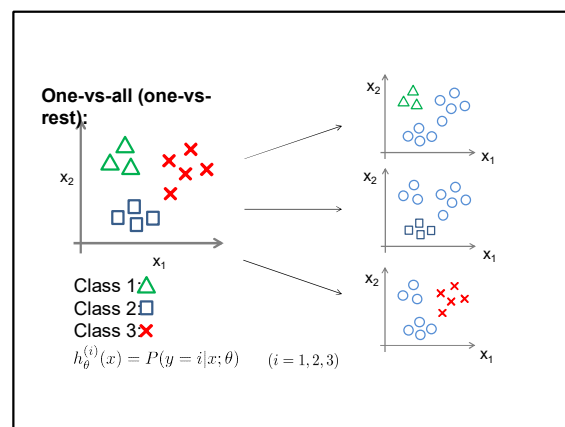 One-vs-all (one-vs-
rest):
x2
x1
Class 1:
Class 2:
Class 3:
h_θ^{(i)}(x) = P(y = i|x; θ) (i = 1, 2, 3)
x2
x1
x2
x1
x2
x1